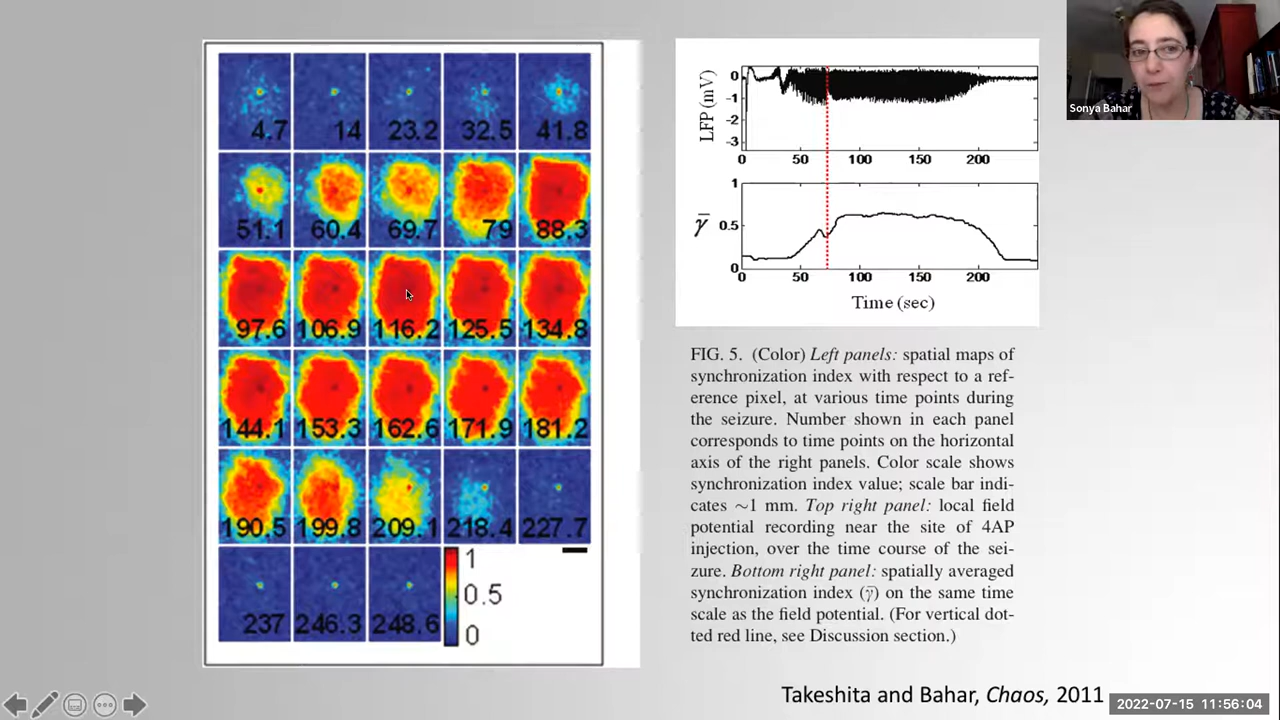 4.7 14 23.2 32.5 41.8
51.1 60.4 69.7 79 88.3
97.6 106.9 116.2 125.5 134.8
144.1 153.3 162.6 171.9 181.2
190.5 199.8 209.1 218.4 227.7
237 246.3 248.6
1
0.5
0
LFP (mV)
0
-1
-2
-3
0 50 100 150 200
γ̄
1
0.5
0
0 50 100 150 200
Time (sec)
FIG. 5. (Color) Left panels: spatial maps of
synchronization index with respect to a ref-
erence pixel, at various time points during
the seizure. Number shown in each panel
corresponds to time points on the horizontal
axis of the right panels. Color scale shows
synchronization index value; scale bar indi-
cates ~1 mm. Top right panel: local field
potential recording near the site of 4AP
injection, over the time course of the sei-
zure. Bottom right panel: spatially averaged
synchronization index (γ̄) on the same time
scale as the field potential. (For vertical dot-
ted red line, see Discussion section.)
Takeshita and Bahar, Chaos, 2011
Sonya Bahar
2022-07-15 11:56:04